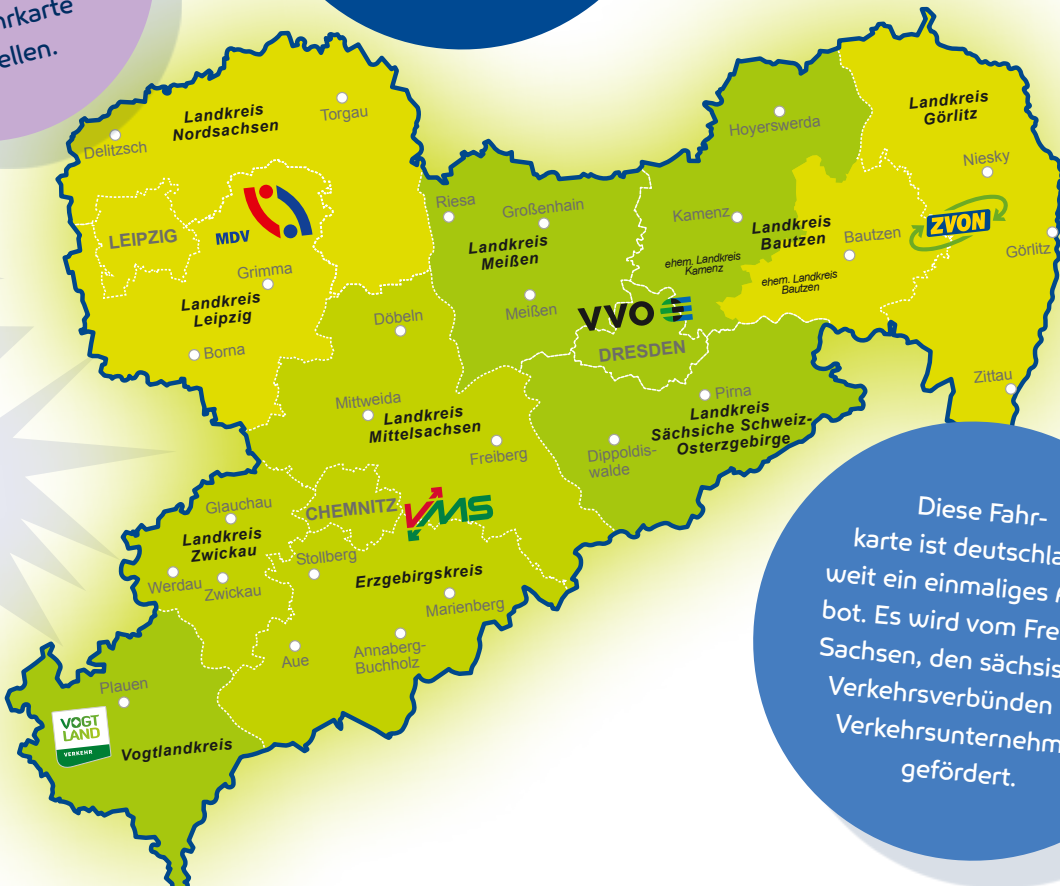 ellen.
Landkreis
Nordsachsen
Torgau
Delitzsch
LEIPZIG
MDV
Grimma
Landkreis
Leipzig
Borna
Döbeln
Riesa
Großenhain
Landkreis
Meißen
Meißen
Hoyerswerda
Kamenz
ehem. Landkreis
Kamenz
Landkreis
Bautzen
Bautzen
ehem. Landkreis
Bautzen
Landkreis
Görlitz
Niesky
ZVON
Görlitz
Zittau
VVO
DRESDEN
Pirna
Landkreis
Sächsiche Schweiz-
Osterzgebirge
Dippoldis-
walde
Mittweida
Landkreis
Mittelsachsen
Freiberg
CHEMNITZ
VMS
Glauchau
Landkreis
Zwickau
Werdau
Zwickau
Stollberg
Erzgebirgskreis
Marienberg
Annaberg-
Buchholz
Aue
Plauen
VOGT
LAND
VERKEHR
Vogtlandkreis
Diese Fahr-
karte ist deutschla
weit ein einmaliges
bot. Es wird vom Fre
Sachsen, den sächsis
Verkehrsverbünden
Verkehrsunternehm
gefördert.